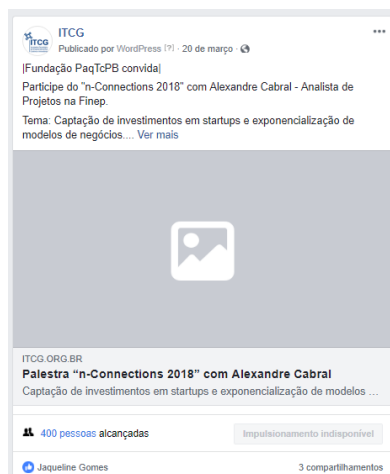 ITCG
ITCG
Publicado por WordPress [?] · 20 de março ·
|Fundação PaqTcPB convida|
Participe do "n-Connections 2018" com Alexandre Cabral - Analista de
Projetos na Finep.
Tema: Captação de investimentos em startups e exponencialização de
modelos de negócios.... Ver mais
ITCG.ORG.BR
Palestra “n-Connections 2018” com Alexandre Cabral
Captação de investimentos em startups e exponencialização de modelos ...
400 pessoas alcançadas
Impulsionamento indisponível
Jaqueline Gomes
3 compartilhamentos